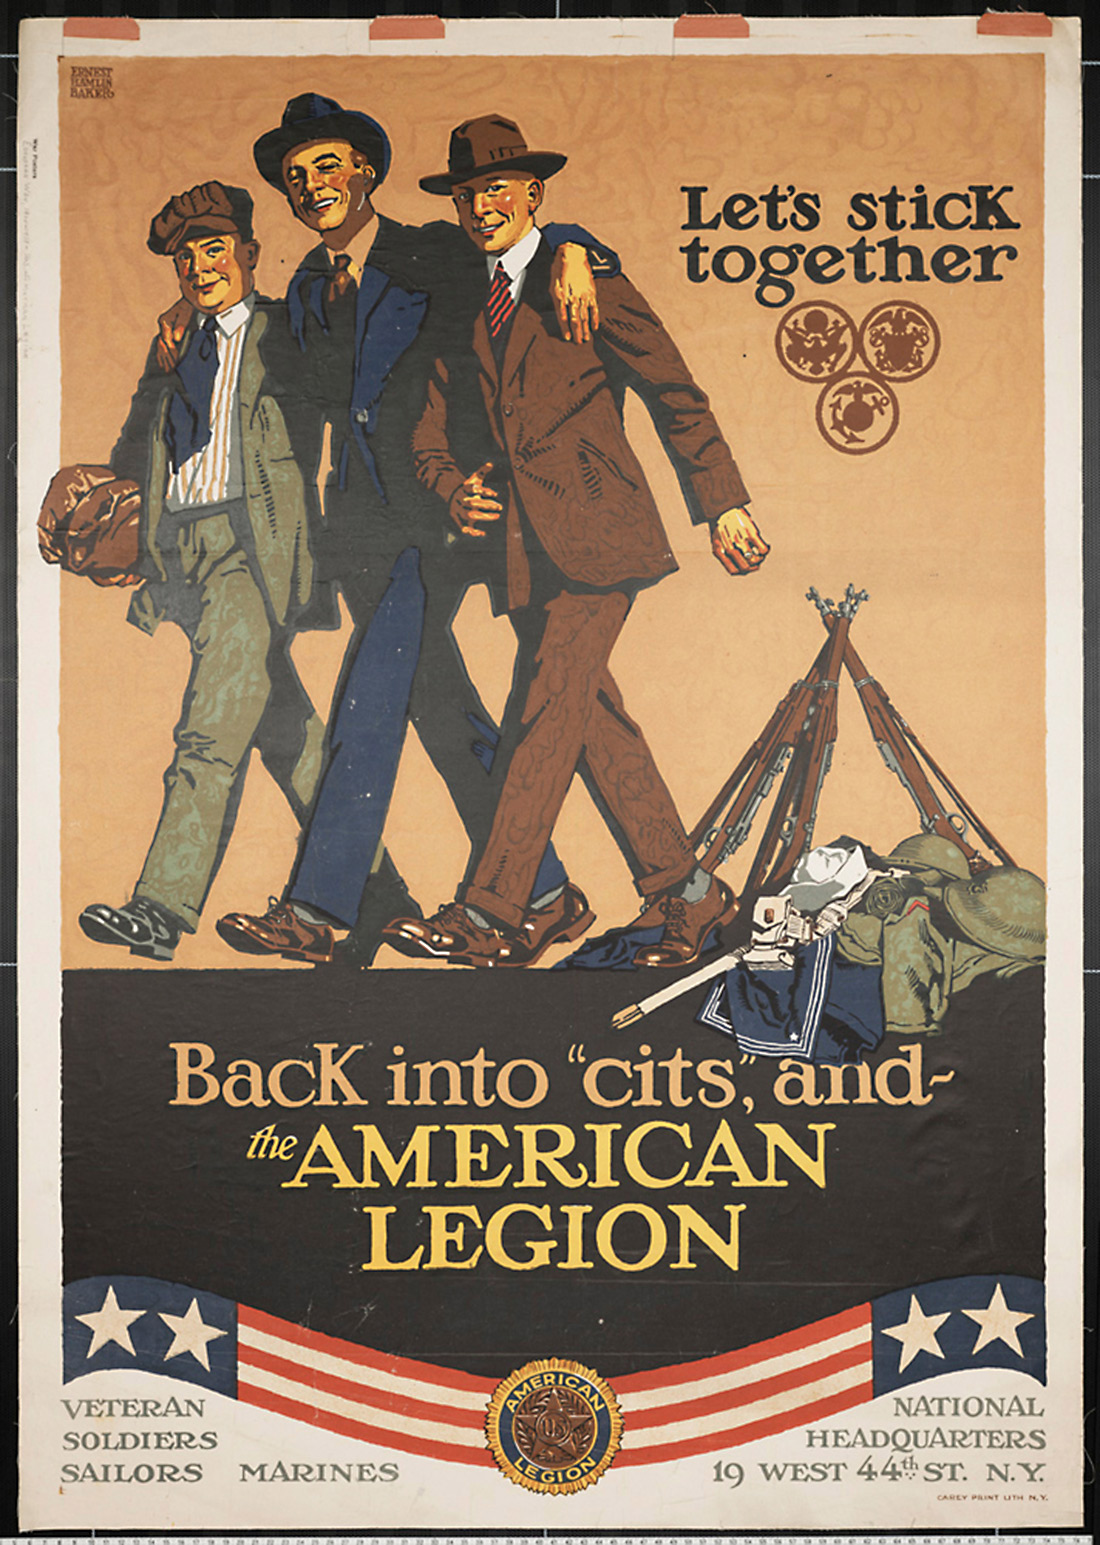 ERNEST
HAMLIN
BAKER
Let's stick
together
Back into “cits,” and-
the AMERICAN
LEGION
AMERICAN
US
LEGION
VETERAN
SOLDIERS
SAILORS MARINES
NATIONAL
HEADQUARTERS
19 WEST 44th ST. N.Y.
CAREY PRINT LITH N.Y.